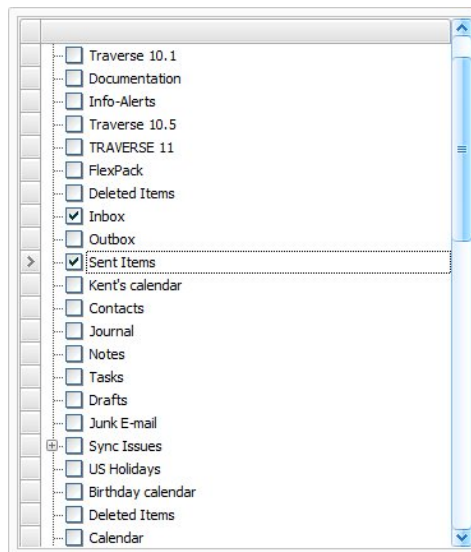 Traverse 10.1
Documentation
Info-Alerts
Traverse 10.5
TRAVERSE 11
FlexPack
Deleted Items
Inbox
Outbox
Sent Items
Kent's calendar
Contacts
Journal
Notes
Tasks
Drafts
Junk E-mail
Sync Issues
US Holidays
Birthday calendar
Deleted Items
Calendar